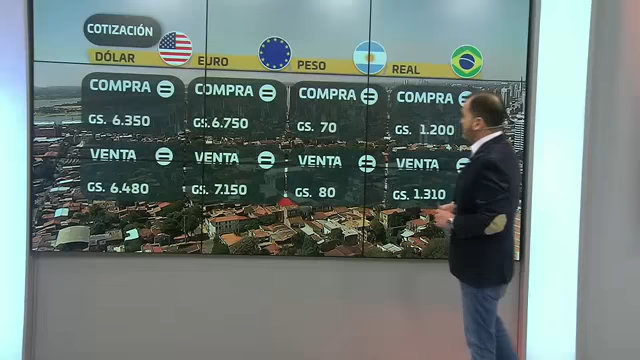 COTIZACIÓN
DÓLAR EURO PESO REAL
COMPRA COMPRA COMPRA COMPRA
GS. 6.350 GS. 6.750 GS. 70 GS. 1.200
VENTA VENTA VENTA VENTA
GS. 6.480 GS. 7.150 GS. 80 GS. 1.310